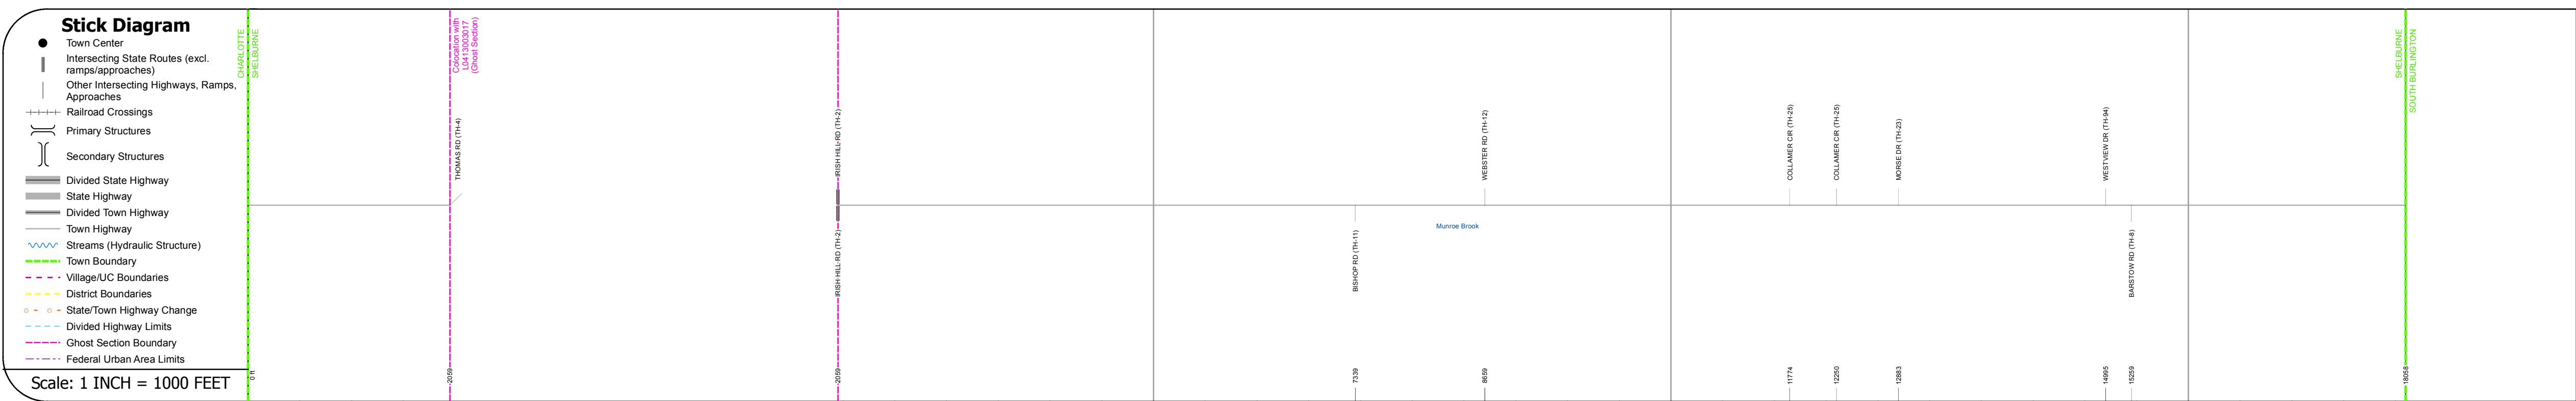 Stick Diagram
Town Center
Intersecting State Routes (excl.
ramps/approaches)
Other Intersecting Highways, Ramps,
Approaches
Railroad Crossings
Primary Structures
Secondary Structures
Divided State Highway
State Highway
Divided Town Highway
Town Highway
Streams (Hydraulic Structure)
Town Boundary
Village/UC Boundaries
District Boundaries
State/Town Highway Change
Divided Highway Limits
Ghost Section Boundary
Federal Urban Area Limits
Scale: 1 INCH = 1000 FEET
CHARLOTTE
SHELBURNE
Colocation with
L0413003017
(Ghost Section)
THOMAS RD (TH-4)
IRISH HILL RD (TH-2)
IRISH HILL RD (TH-2)
BISHOP RD (TH-11)
Munroe Brook
WEBSTER RD (TH-12)
COLLAMER CIR (TH-25)
COLLAMER CIR (TH-25)
MORSE DR (TH-23)
WESTVIEW DR (TH-94)
BARSTOW RD (TH-8)
SHELBURNE
SOUTH BURLINGTON
0 ft
2059
2059
7339
8659
11774
12250
12883
14995
15259
18058